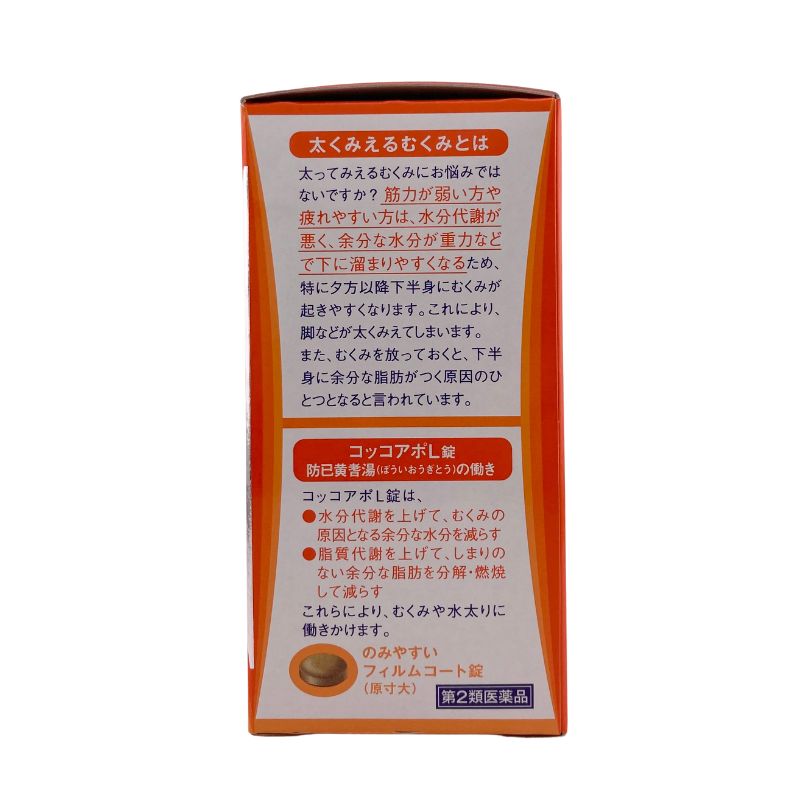 太くみえるむくみとは
太ってみえるむくみにお悩みでは
ないですか？筋力が弱い方や
疲れやすい方は、水分代謝が
悪く、余分な水分が重力など
で下に溜まりやすくなるため、
特に夕方以降下半身にむくみが
起きやすくなります。これにより、
脚などが太くみえてしまいます。
また、むくみを放っておくと、下半
身に余分な脂肪がつく原因のひ
とつとなると言われています。
コッコアポL錠
防已黄耆湯(ぼういおうぎとう)の働き
コッコアポL錠は、
●水分代謝を上げて、むくみの
原因となる余分な水分を減らす
●脂質代謝を上げて、しまりの
ない余分な脂肪を分解・燃焼
して減らす
これらにより、むくみや水太りに
働きかけます。
のみやすい
フィルムコート錠
(原寸大)
第2類医薬品